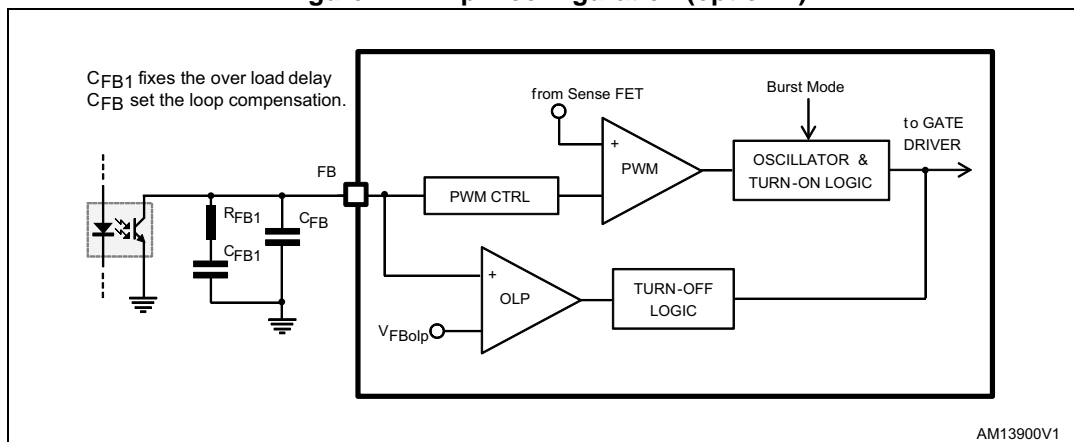 CFB1 fixes the over load delay
CFB set the loop compensation.
from Sense FET
Burst Mode
to GATE
DRIVER
FB
+
PWM
OSCILLATOR &
TURN-ON LOGIC
PWM CTRL
RFB1
CFB
CFB1
+
OLP
TURN-OFF
LOGIC
VFBolp
AM13900V1